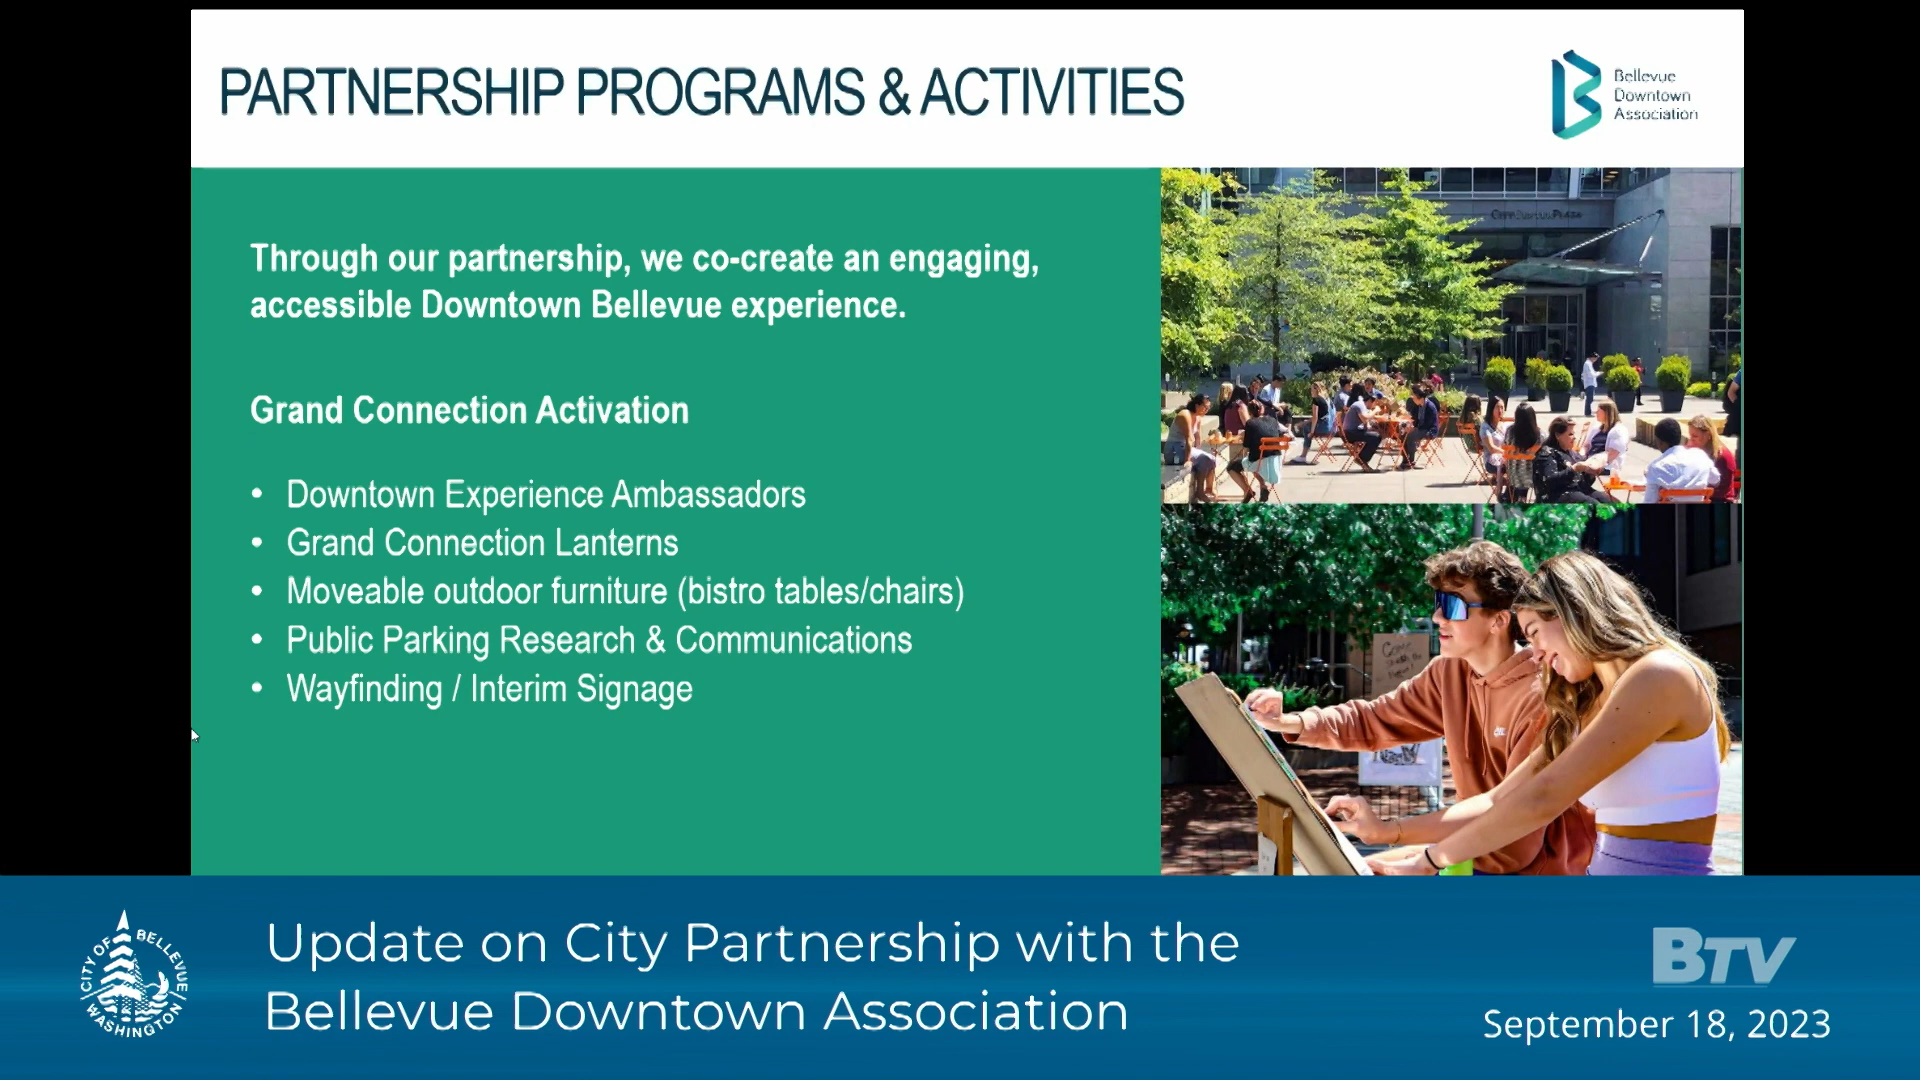 PARTNERSHIP PROGRAMS & ACTIVITIES
Bellevue
Downtown
Association
Through our partnership, we co-create an engaging,
accessible Downtown Bellevue experience.
Grand Connection Activation
• Downtown Experience Ambassadors
• Grand Connection Lanterns
• Moveable outdoor furniture (bistro tables/chairs)
• Public Parking Research & Communications
• Wayfinding / Interim Signage
CITY OF BELLEVUE
WASHINGTON
Update on City Partnership with the
Bellevue Downtown Association
BTV
September 18, 2023